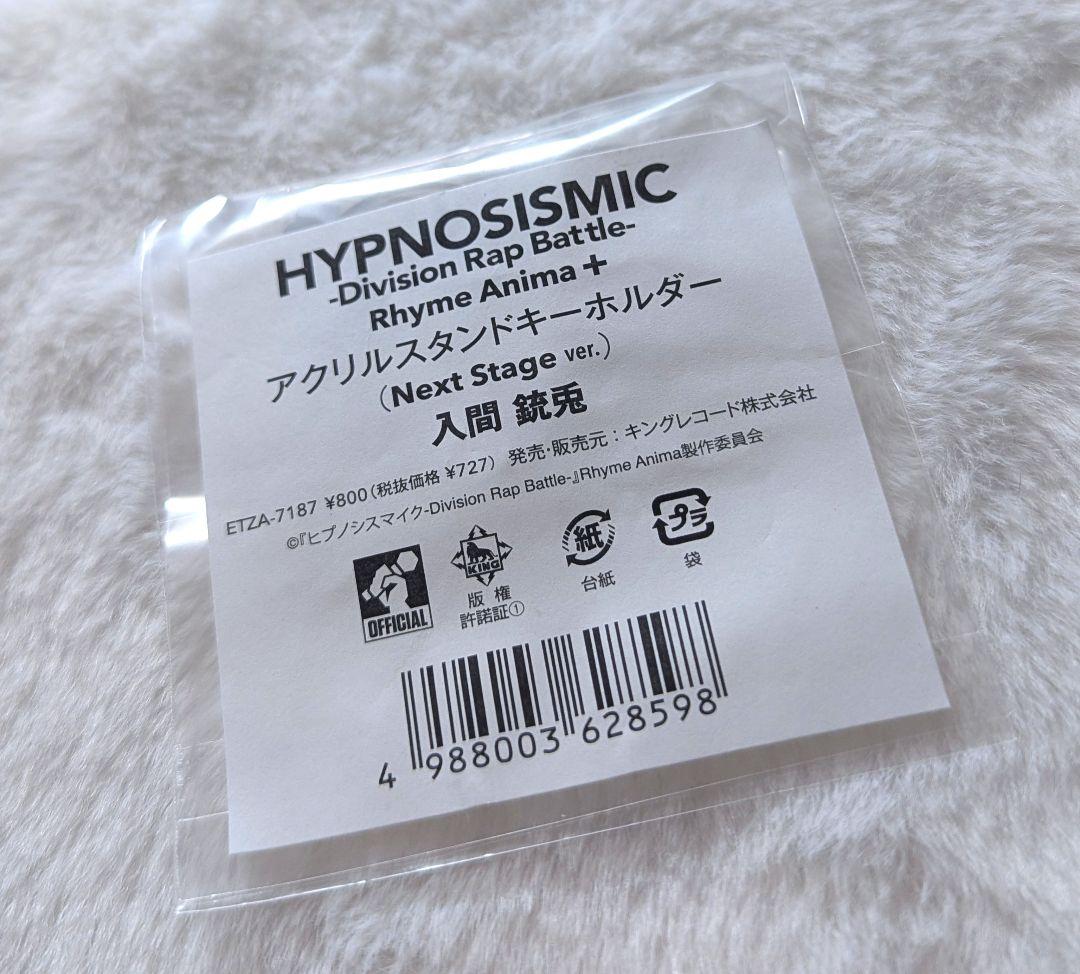 HYPNOSISMIC
-Division Rap Battle-
Rhyme Anima +
アクリルスタンドキーホルダー
(Next Stage ver.)
入間 銃兎
ETZA-7187 ¥800(税抜価格 ¥727) 発売・販売元:キングレコード株式会社
©『ヒプノシスマイク-Division Rap Battle-』Rhyme Anima製作委員会
OFFICIAL
KING
版権
許諾証①
紙
台紙
プラ
袋
4 988003 628598